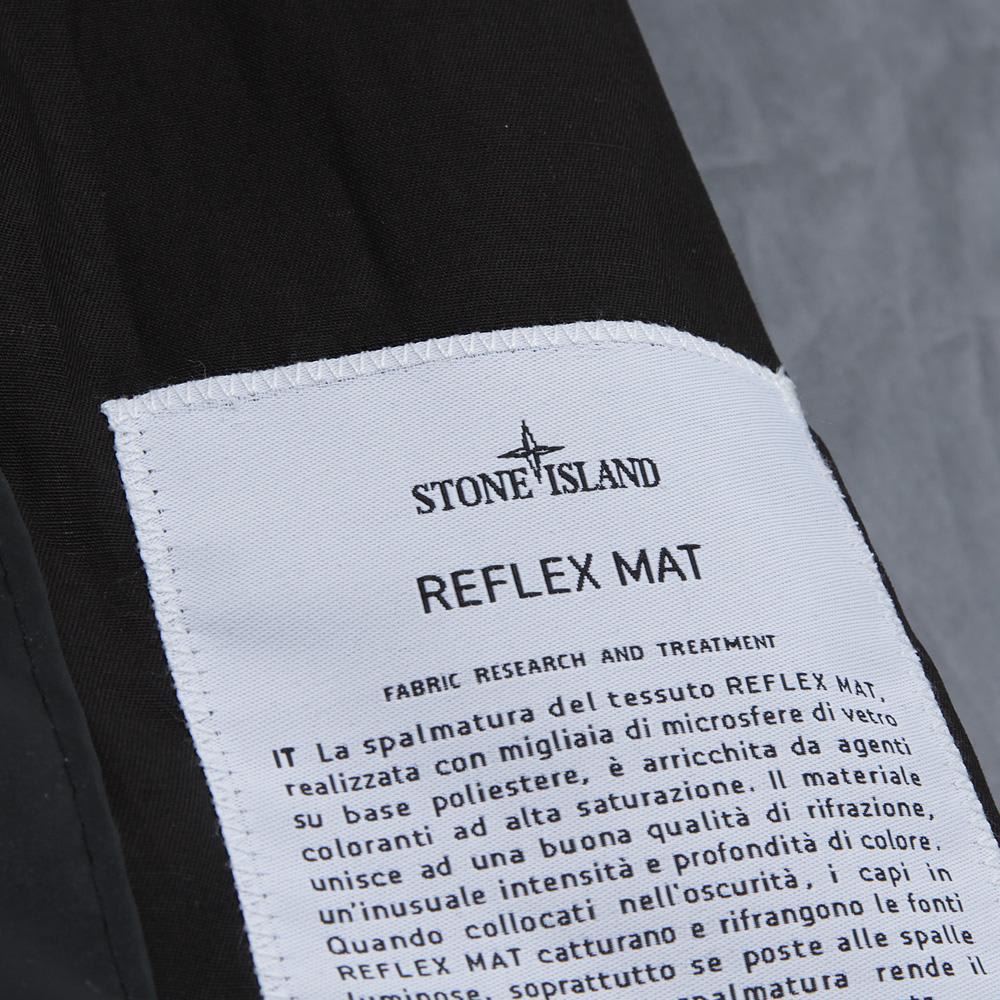 STONE ISLAND
REFLEX MAT
FABRIC RESEARCH AND TREATMENT
IT La spalmatura del tessuto REFLEX MAT,
realizzata con migliaia di microsfere di vetro
su base poliestere, è arricchita da agenti
coloranti ad alta saturazione. Il materiale
unisce ad una buona qualità di rifrazione,
un'inusuale intensità e profondità di colore.
Quando collocati nell'oscurità, i capi in
REFLEX MAT catturano e rifrangono le fonti
luminose, soprattutto se poste alle spalle
spalmatura rende il